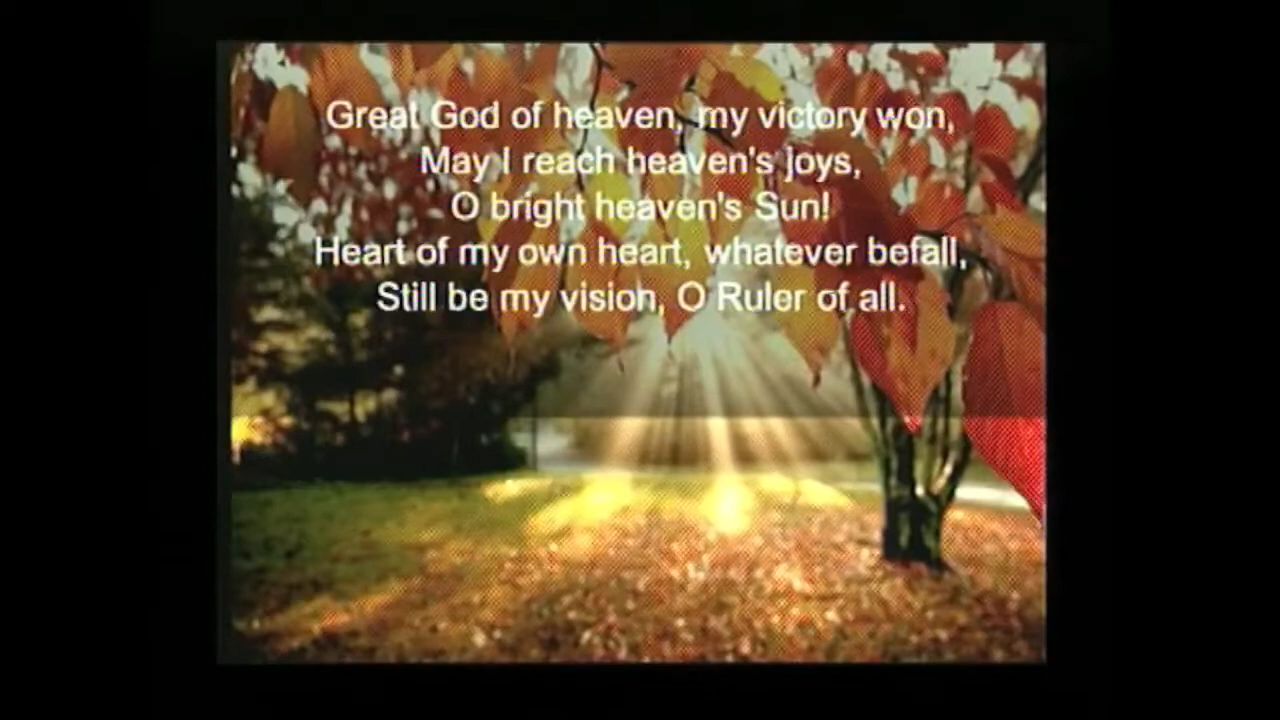 Great God of heaven, my victory won,
May I reach heaven's joys,
O bright heaven's Sun!
Heart of my own heart, whatever befall,
Still be my vision, O Ruler of all.